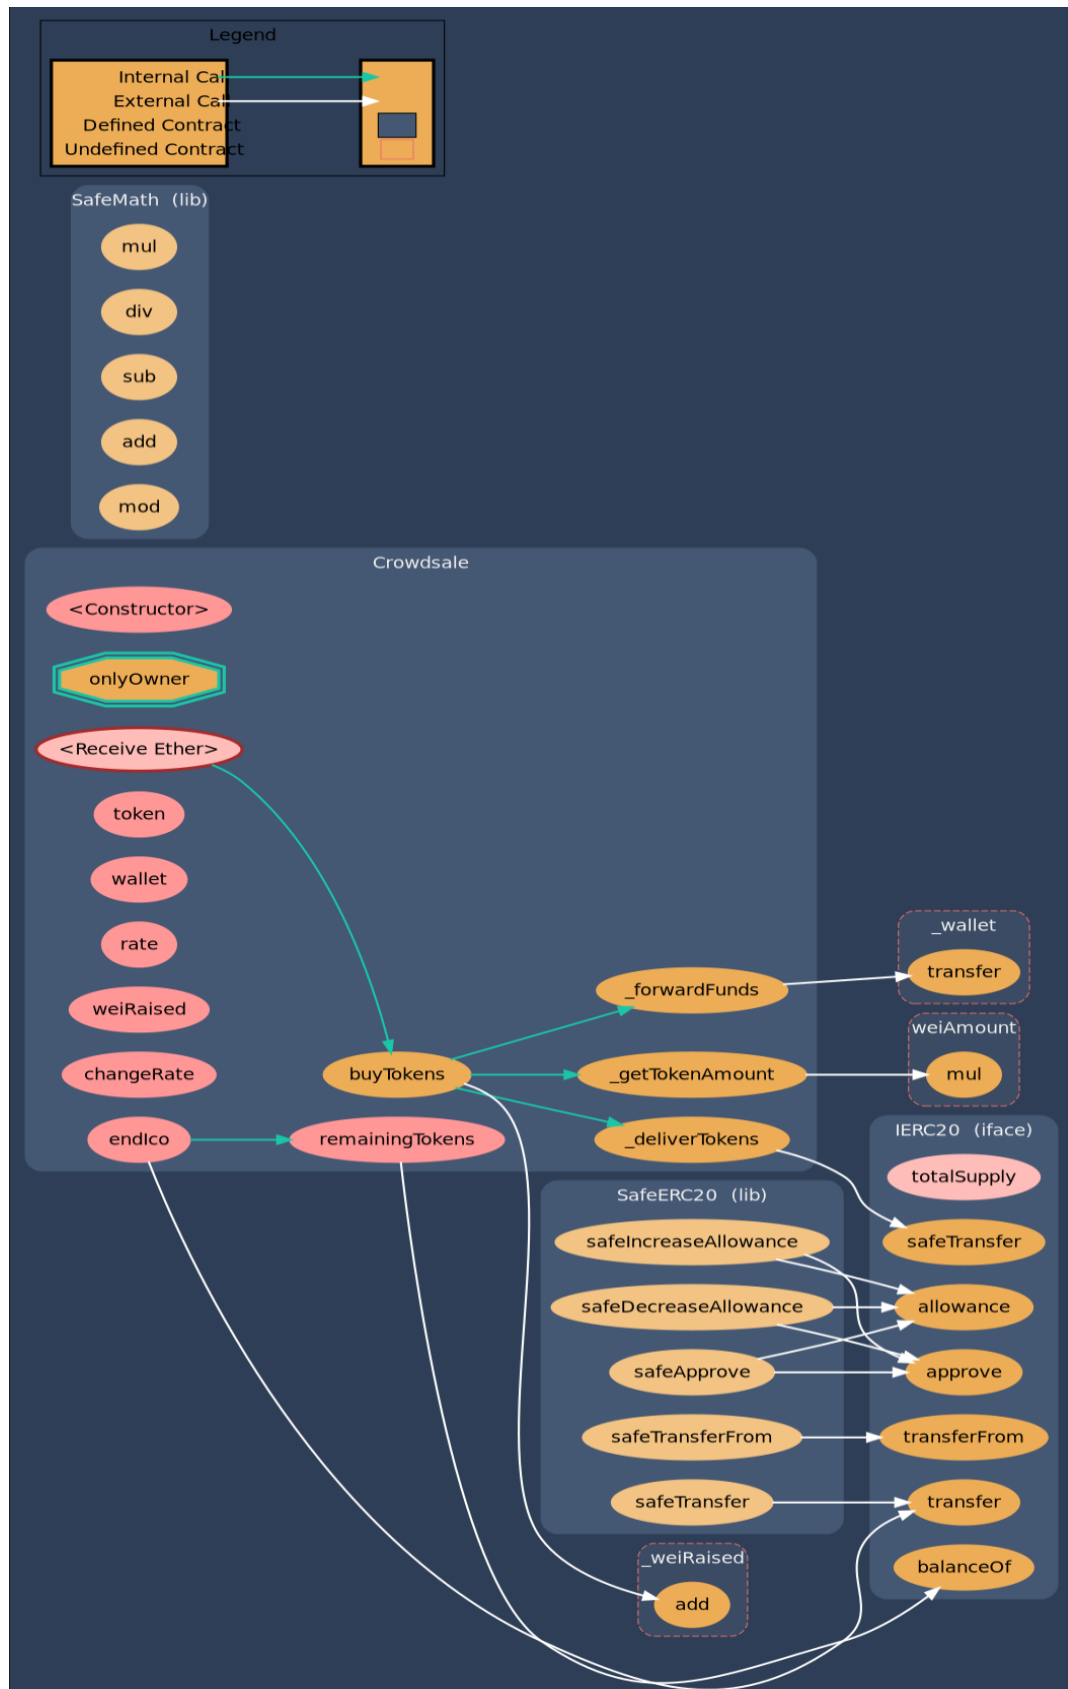 Legend
Internal Call
External Call
Defined Contract
Undefined Contract
SafeMath (lib)
mul
div
sub
add
mod
Crowdsale
<Constructor>
onlyOwner
<Receive Ether>
token
wallet
rate
weiRaised
changeRate
endIco
buyTokens
remainingTokens
_forwardFunds
_getTokenAmount
_deliverTokens
_wallet
transfer
weiAmount
mul
IERC20 (iface)
totalSupply
safeTransfer
allowance
approve
transferFrom
transfer
balanceOf
SafeERC20 (lib)
safeIncreaseAllowance
safeDecreaseAllowance
safeApprove
safeTransferFrom
safeTransfer
_weiRaised
add